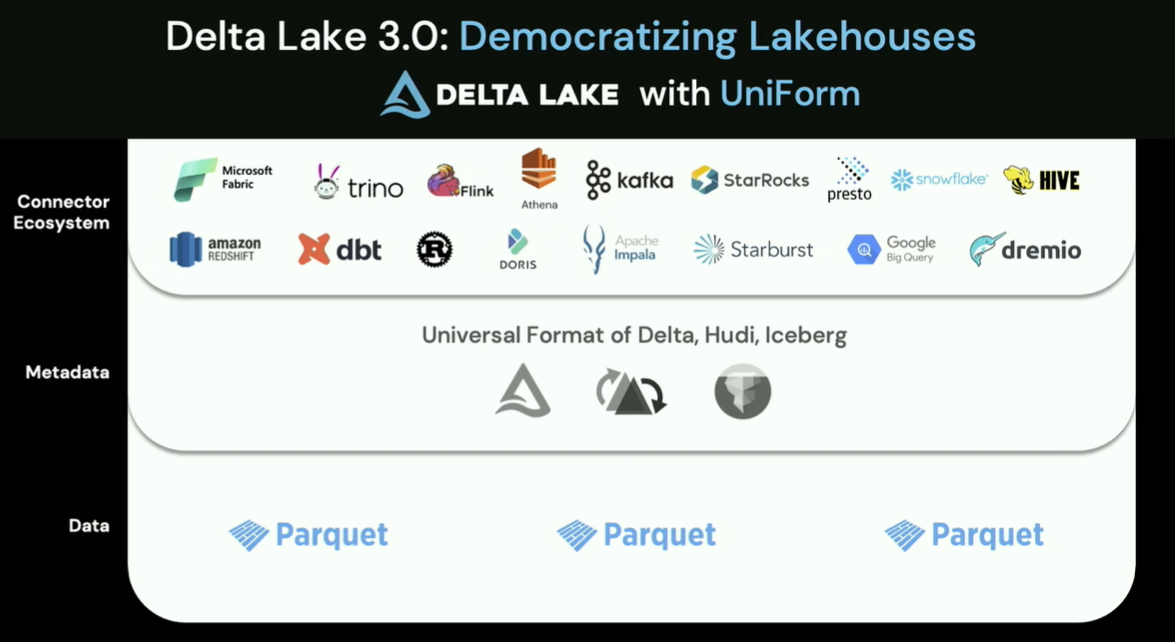 Delta Lake 3.0: Democratizing Lakehouses
DELTA LAKE with UniForm
Connector
Ecosystem
Microsoft
Fabric
trino
Flink
Athena
kafka
StarRocks
presto
snowflake
HIVE
amazon
REDSHIFT
dbt
R
DORIS
Apache
Impala
Starburst
Google
Big Query
dremio
Metadata
Universal Format of Delta, Hudi, Iceberg
Data
Parquet
Parquet
Parquet